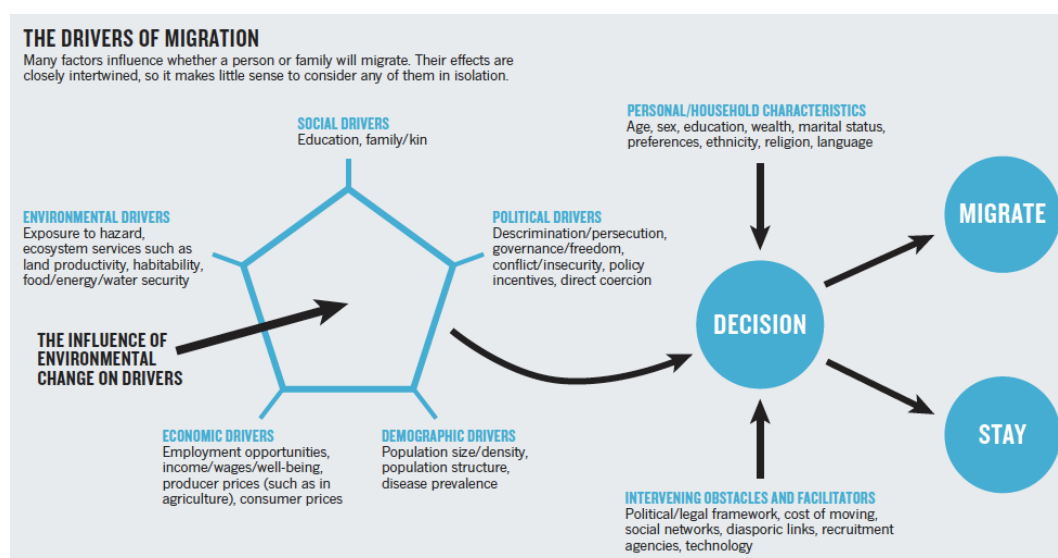 THE DRIVERS OF MIGRATION
Many factors influence whether a person or family will migrate. Their effects are
closely intertwined, so it makes little sense to consider any of them in isolation.
SOCIAL DRIVERS
Education, family/kin
ENVIRONMENTAL DRIVERS
Exposure to hazard,
ecosystem services such as
land productivity, habitability,
food/energy/water security
POLITICAL DRIVERS
Descrimination/persecution,
governance/freedom,
conflict/insecurity, policy
incentives, direct coercion
THE INFLUENCE OF
ENVIRONMENTAL
CHANGE ON DRIVERS
ECONOMIC DRIVERS
Employment opportunities,
income/wages/well-being,
producer prices (such as in
agriculture), consumer prices
DEMOGRAPHIC DRIVERS
Population size/density,
population structure,
disease prevalence
PERSONAL/HOUSEHOLD CHARACTERISTICS
Age, sex, education, wealth, marital status,
preferences, ethnicity, religion, language
DECISION
MIGRATE
STAY
INTERVENING OBSTACLES AND FACILITATORS
Political/legal framework, cost of moving,
social networks, diasporic links, recruitment
agencies, technology